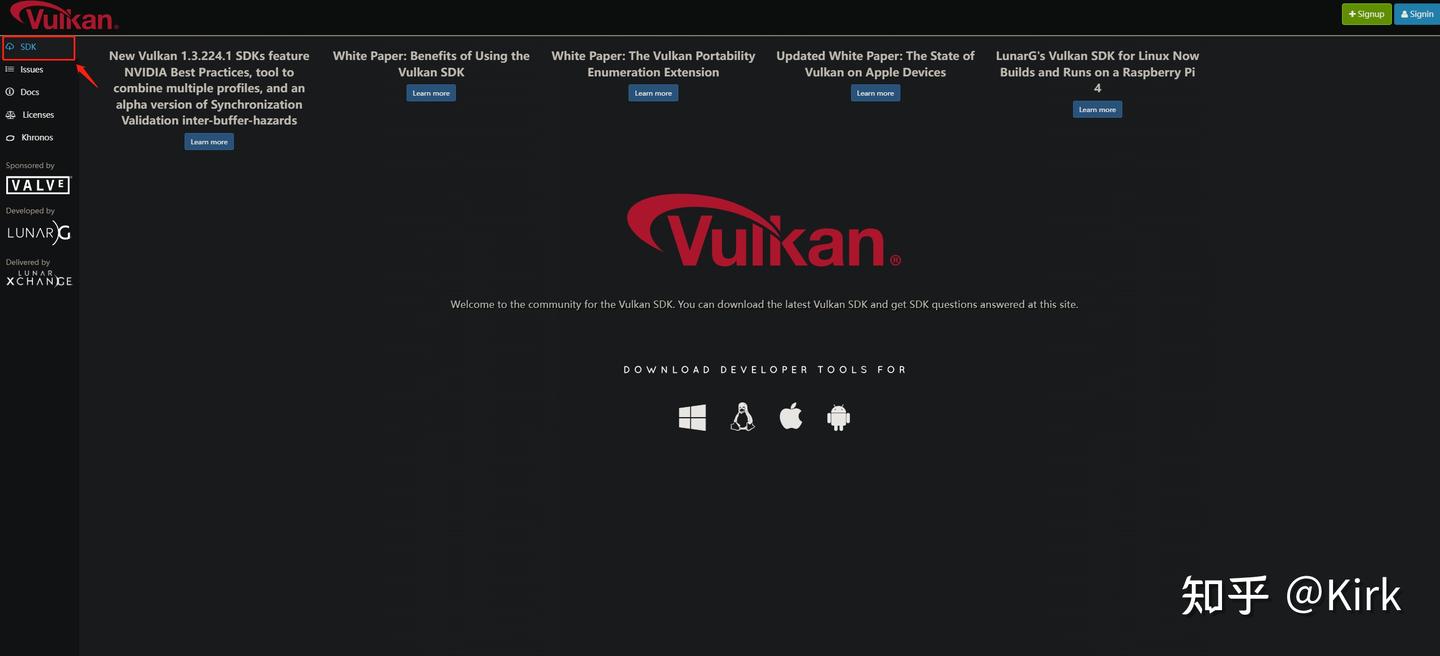 Vulkan®
Signup
Signin
SDK
Issues
Docs
Licenses
Khronos
Sponsored by
VALVE
Developed by
LUNARG
Delivered by
LUNAR
XCHANGE
New Vulkan 1.3.224.1 SDKs feature
NVIDIA Best Practices, tool to
combine multiple profiles, and an
alpha version of Synchronization
Validation inter-buffer-hazards
Learn more
White Paper: Benefits of Using the
Vulkan SDK
Learn more
White Paper: The Vulkan Portability
Enumeration Extension
Learn more
Updated White Paper: The State of
Vulkan on Apple Devices
Learn more
LunarG's Vulkan SDK for Linux Now
Builds and Runs on a Raspberry Pi
4
Learn more
Vulkan®
Welcome to the community for the Vulkan SDK. You can download the latest Vulkan SDK and get SDK questions answered at this site.
DOWNLOAD DEVELOPER TOOLS FOR
知乎 @Kirk